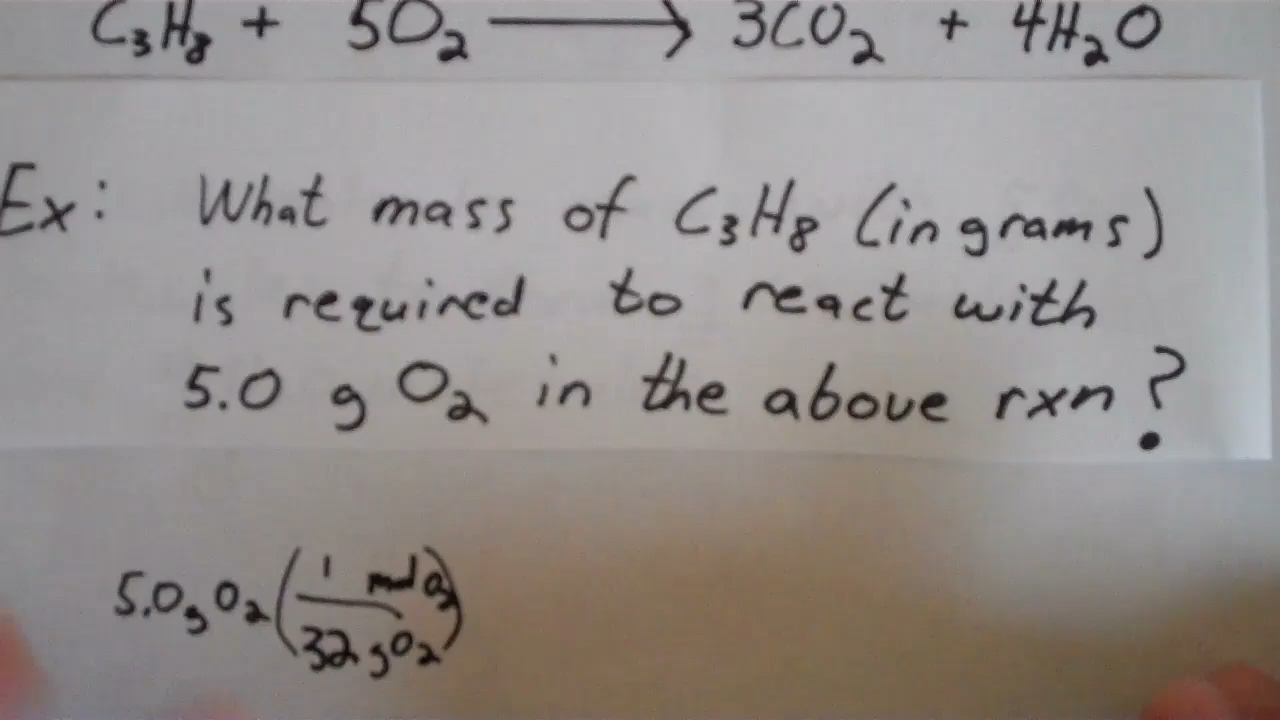 C₃H₈ + 5O₂ ⟶ 3CO₂ + 4H₂O
Ex: What mass of C₃H₈ (in grams)
is required to react with
5.0 g O₂ in the above rxn?
5.0g O₂ (1 mol O₂ / 32 g O₂)